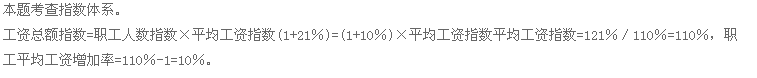 本题考查指数体系。
工资总额指数=职工人数指数×平均工资指数(1+21%)=(1+10%)×平均工资指数平均工资指数=121%／110%=110%，职
工平均工资增加率=110%-1=10%。